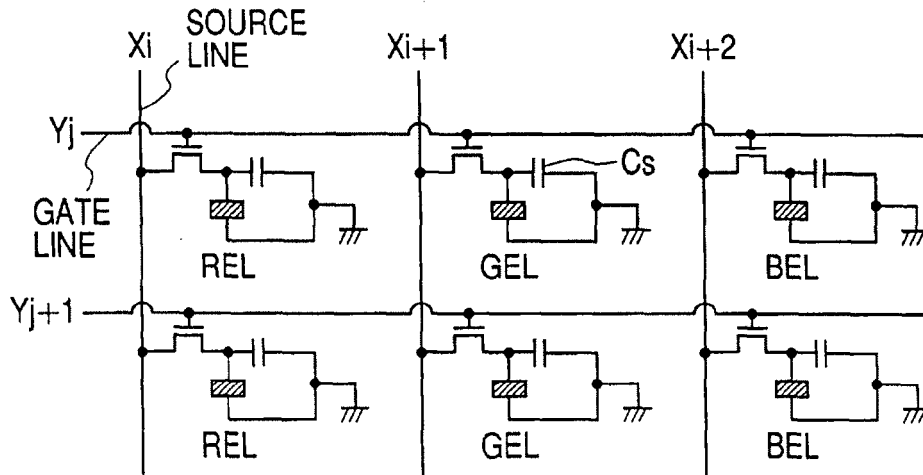 SOURCE
LINE
Xi
Xi+1
Xi+2
Yj
Cs
GATE
LINE
REL
GEL
BEL
Yj+1
REL
GEL
BEL